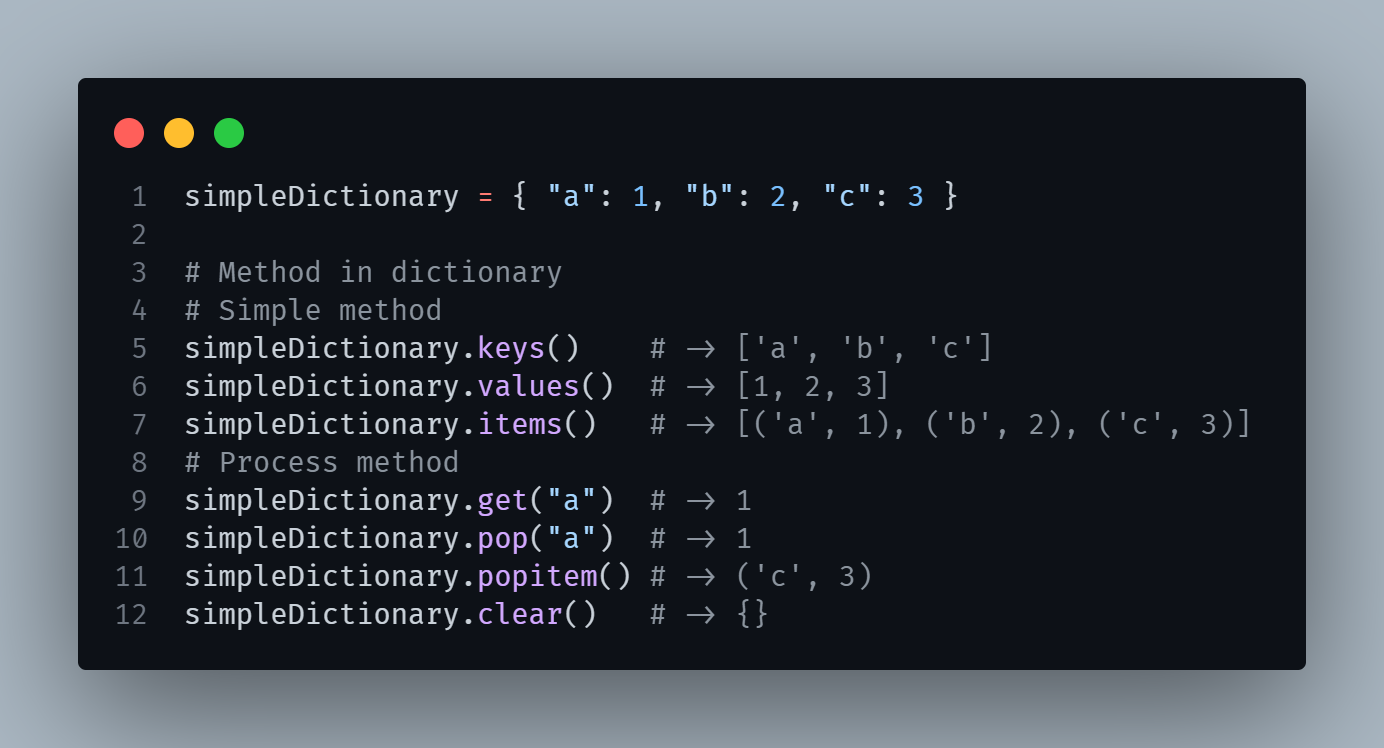 1 simpleDictionary = { "a": 1, "b": 2, "c": 3 }
2
3 # Method in dictionary
4 # Simple method
5 simpleDictionary.keys()    # -> ['a', 'b', 'c']
6 simpleDictionary.values()  # -> [1, 2, 3]
7 simpleDictionary.items()   # -> [('a', 1), ('b', 2), ('c', 3)]
8 # Process method
9 simpleDictionary.get("a")  # -> 1
10 simpleDictionary.pop("a")  # -> 1
11 simpleDictionary.popitem() # -> ('c', 3)
12 simpleDictionary.clear()   # -> {}